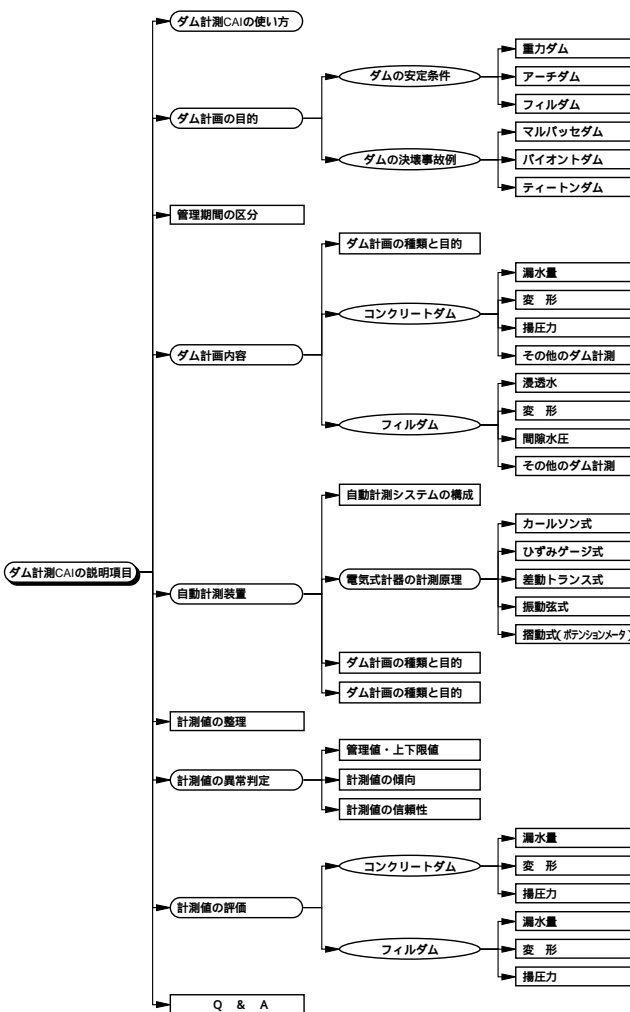 ダム計測CAIの説明項目
ダム計測CAIの使い方
ダム計画の目的
ダムの安定条件
重力ダム
アーチダム
フィルダム
ダムの決壊事故例
マルパッセダム
バイオントダム
ティートンダム
管理期間の区分
ダム計画内容
ダム計画の種類と目的
コンクリートダム
漏水量
変　形
揚圧力
その他のダム計測
フィルダム
浸透水
変　形
間隙水圧
その他のダム計測
自動計測装置
自動計測システムの構成
電気式計器の計測原理
カールソン式
ひずみゲージ式
差動トランス式
振動弦式
摺動式(ポテンションメータ)
ダム計画の種類と目的
ダム計画の種類と目的
計測値の整理
計測値の異常判定
管理値・上下限値
計測値の傾向
計測値の信頼性
計測値の評価
コンクリートダム
漏水量
変　形
揚圧力
フィルダム
漏水量
変　形
揚圧力
Q　&　A